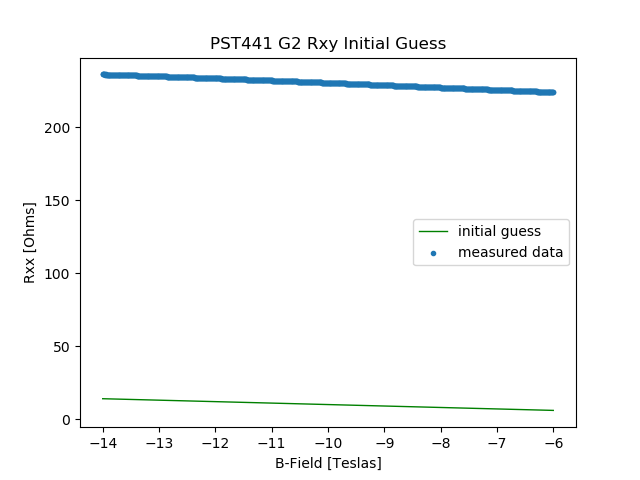 PST441 G2 Rxy Initial Guess
Rxx [Ohms]
200
150
100
50
0
initial guess
measured data
−14 −13 −12 −11 −10 −9 −8 −7 −6
B-Field [Teslas]